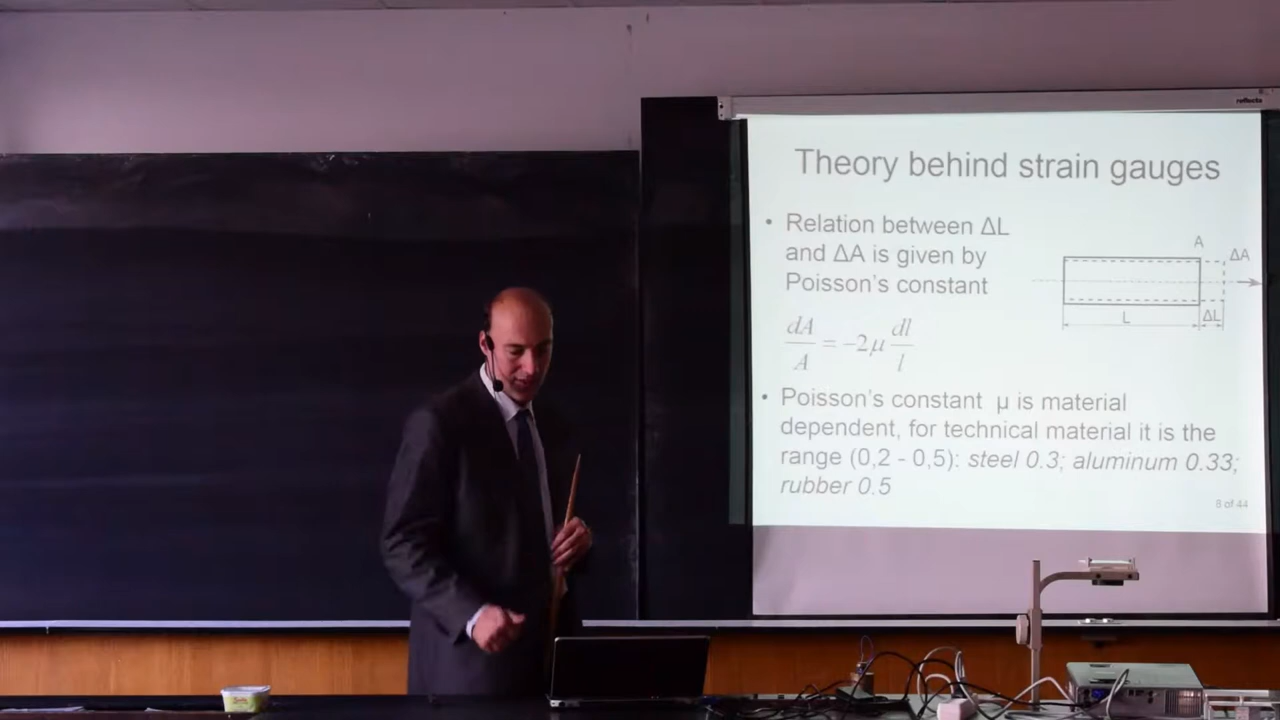 reflecta
Theory behind strain gauges
• Relation between ΔL
and ΔA is given by
Poisson's constant
dA/A = -2μ dl/l
A
ΔA
L
ΔL
• Poisson's constant μ is material
dependent, for technical material it is the
range (0,2 - 0,5): steel 0.3; aluminum 0.33;
rubber 0.5
8 of 44